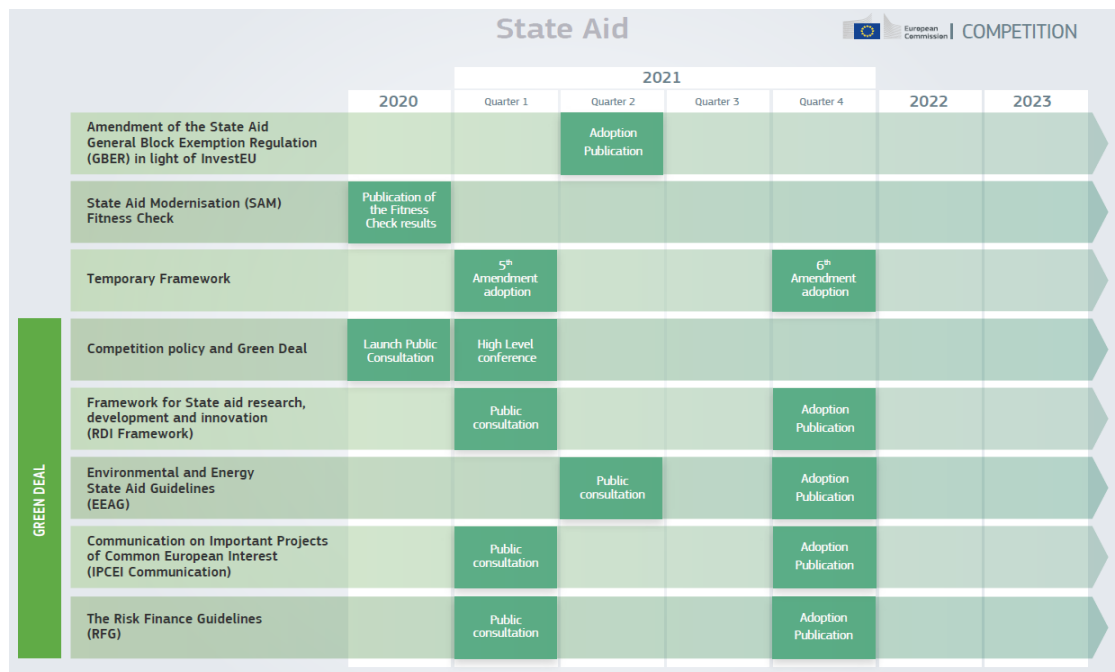 State Aid
European
Commission
COMPETITION
2021
2020
Quarter 1
Quarter 2
Quarter 3
Quarter 4
2022
2023
Amendment of the State Aid
General Block Exemption Regulation
(GBER) in light of InvestEU
Adoption
Publication
State Aid Modernisation (SAM)
Fitness Check
Publication of
the Fitness
Check results
Temporary Framework
5th
Amendment
adoption
6th
Amendment
adoption
GREEN DEAL
Competition policy and Green Deal
Launch Public
Consultation
High Level
conference
Framework for State aid research,
development and innovation
(RDI Framework)
Public
consultation
Adoption
Publication
Environmental and Energy
State Aid Guidelines
(EEAG)
Public
consultation
Adoption
Publication
Communication on Important Projects
of Common European Interest
(IPCEI Communication)
Public
consultation
Adoption
Publication
The Risk Finance Guidelines
(RFG)
Public
consultation
Adoption
Publication